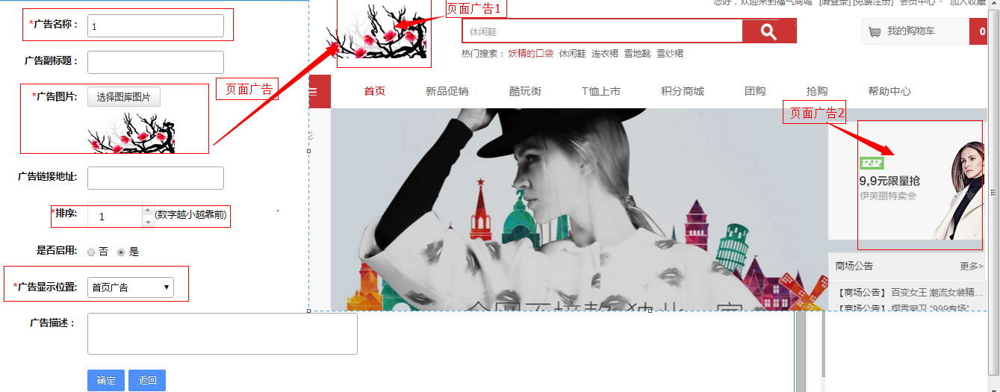 *广告名称：
1
广告副标题：
*广告图片:
选择图库图片
页面广告
广告链接地址:
*排序:
1
(数字越小越靠前)
是否启用:
否
是
*广告显示位置:
首页广告
广告描述：
确定
返回
页面广告1
您好，欢迎来到福气商城 [请登录] [免费注册] 会员中心 加入收藏
休闲鞋
我的购物车
0
热门搜索： 妖精的口袋 休闲鞋 连衣裙 雪地靴 雪纺裙
首页 新品促销 酷玩街 T恤上市 积分商城 团购 抢购 帮助中心
页面广告2
12.12
9,9元限量抢
伊芙丽特卖会
商场公告
更多>
【商场公告】 百变女王 潮流女装精...
【商场公告】 樱雪厨卫 “999专场”